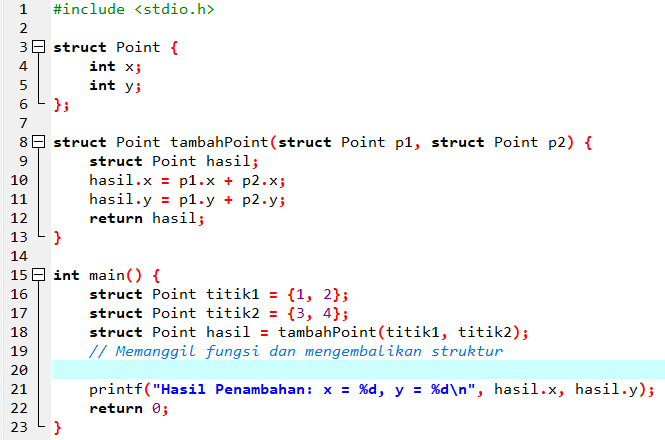 1 #include <stdio.h>
2
3 struct Point {
4     int x;
5     int y;
6 };
7
8 struct Point tambahPoint(struct Point p1, struct Point p2) {
9     struct Point hasil;
10     hasil.x = p1.x + p2.x;
11     hasil.y = p1.y + p2.y;
12     return hasil;
13 }
14
15 int main() {
16     struct Point titik1 = {1, 2};
17     struct Point titik2 = {3, 4};
18     struct Point hasil = tambahPoint(titik1, titik2);
19     // Memanggil fungsi dan mengembalikan struktur
20
21     printf("Hasil Penambahan: x = %d, y = %d\n", hasil.x, hasil.y);
22     return 0;
23 }